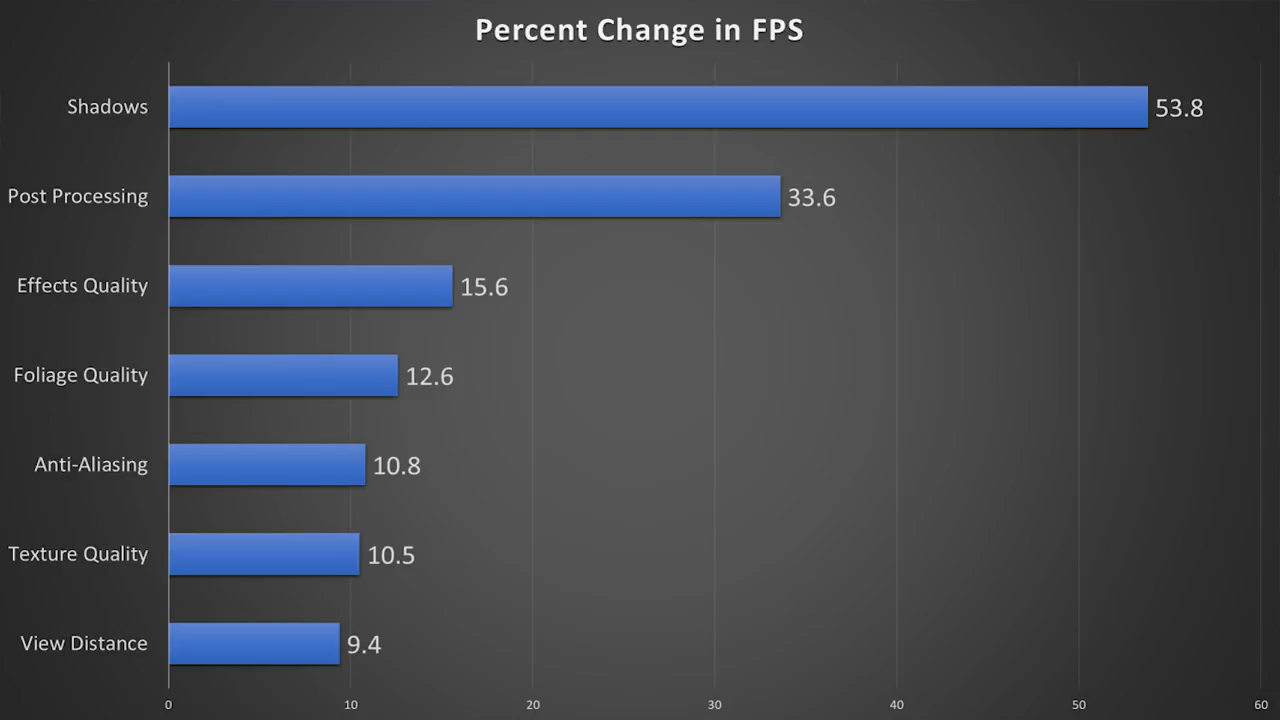 Percent Change in FPS
Shadows 53.8
Post Processing 33.6
Effects Quality 15.6
Foliage Quality 12.6
Anti-Aliasing 10.8
Texture Quality 10.5
View Distance 9.4
0 10 20 30 40 50 60